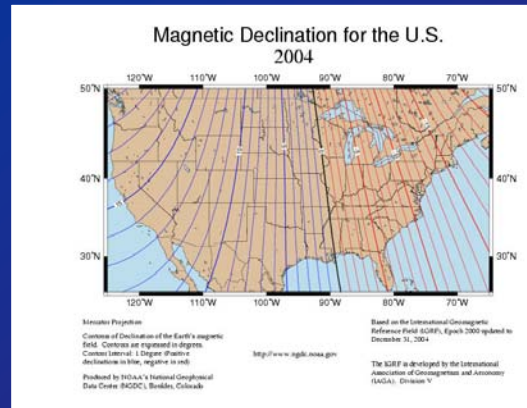 Magnetic Declination for the U.S.
2004
120˚W 110˚W 100˚W 90˚W 80˚W 70˚W
50˚N 50˚N
40˚N 40˚N
30˚N 30˚N
120˚W 110˚W 100˚W 90˚W 80˚W 70˚W
Mercator Projection
Contours of Declination of the Earth's magnetic
field. Contours are expressed in degrees.
Contour Interval: 1 Degree (Positive
declinations in blue, negative in red)
Produced by NOAA's National Geophysical
Data Center (NGDC), Boulder, Colorado
http://www.ngdc.noaa.gov
Based on the International Geomagnetic
Reference Field (IGRF), Epoch 2000 updated to
December 31, 2004
The IGRF is developed by the International
Association of Geomagnetism and Aeronomy
(IAGA). Division V